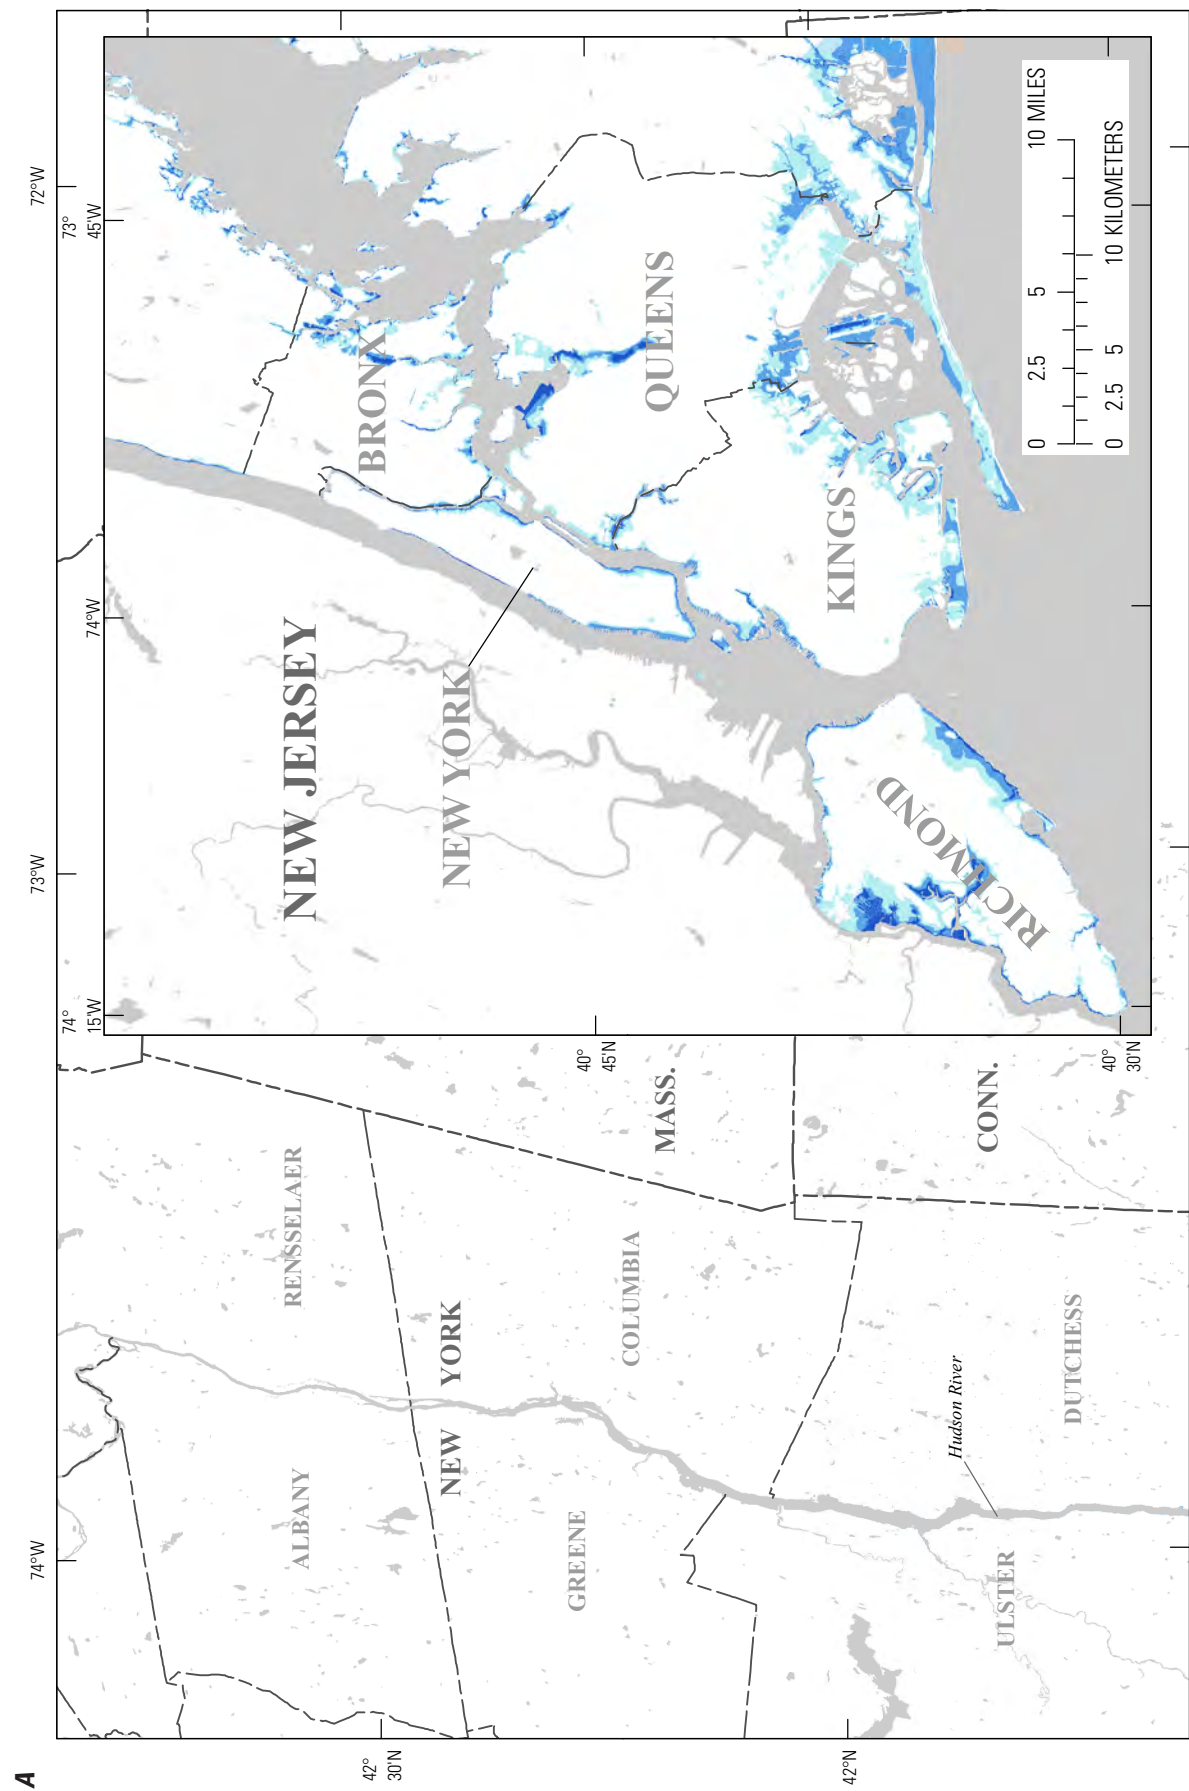 A
74°W
73°W
72°W
42°
30'N
42°N
RENSSELAER
ALBANY
NEW YORK
COLUMBIA
GREENE
MASS.
CONN.
DUTCHESS
Hudson River
ULSTER
74°
15'W
74°W
73°
45'W
40°
45'N
40°
30'N
NEW JERSEY
NEW YORK
BRONX
QUEENS
KINGS
RICHMOND
0 2.5 5 10 MILES
0 2.5 5 10 KILOMETERS